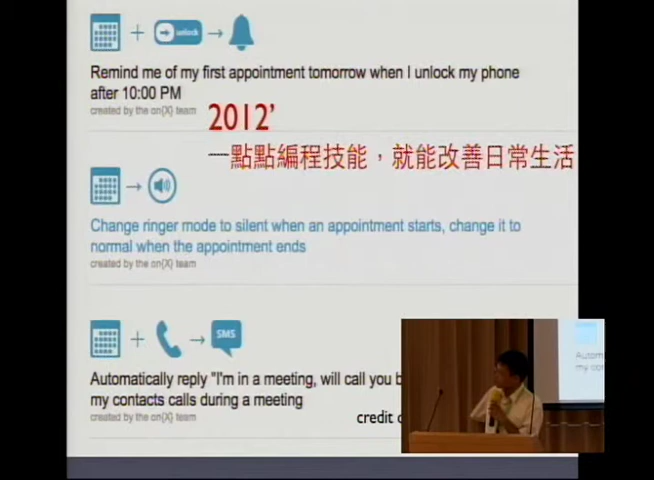 unlock
Remind me of my first appointment tomorrow when I unlock my phone
after 10:00 PM
created by the on{X} team
2012'
一點點編程技能，就能改善日常生活
Change ringer mode to silent when an appointment starts, change it to
normal when the appointment ends
created by the on{X} team
SMS
Automatically reply "I'm in a meeting, will call you b
my contacts calls during a meeting
created by the on{X} team
credit
Autom
my con